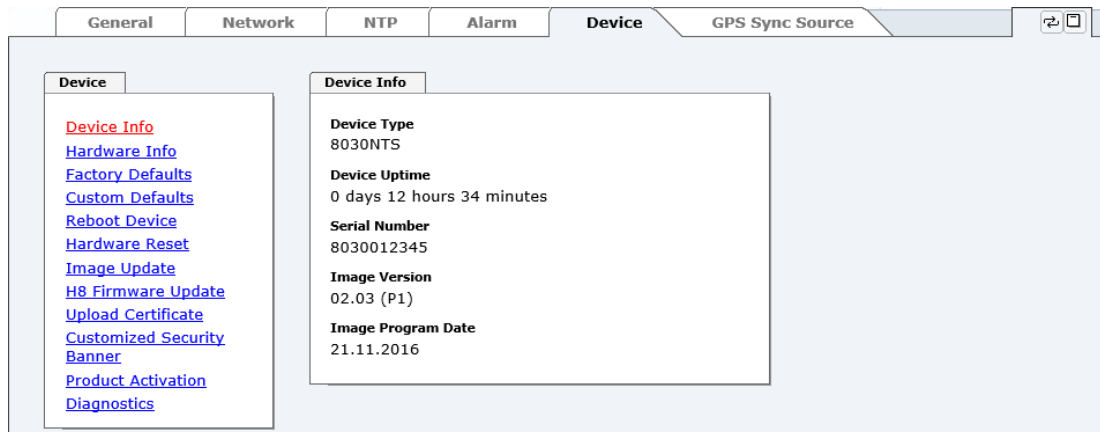 General Network NTP Alarm Device GPS Sync Source
Device
Device Info
Hardware Info
Factory Defaults
Custom Defaults
Reboot Device
Hardware Reset
Image Update
H8 Firmware Update
Upload Certificate
Customized Security
Banner
Product Activation
Diagnostics
Device Info
Device Type
8030NTS
Device Uptime
0 days 12 hours 34 minutes
Serial Number
8030012345
Image Version
02.03 (P1)
Image Program Date
21.11.2016